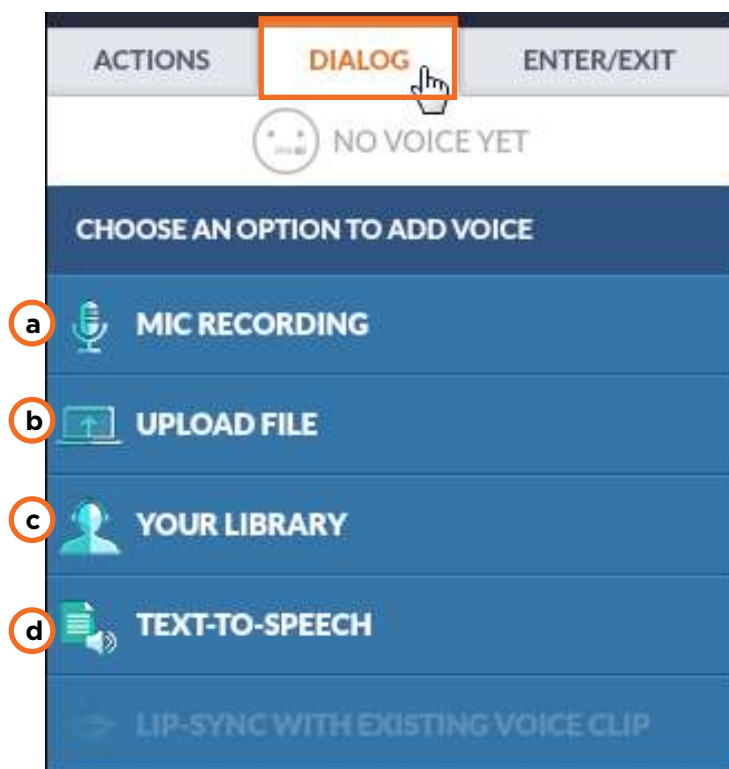 ACTIONS DIALOG ENTER/EXIT
NO VOICE YET
CHOOSE AN OPTION TO ADD VOICE
a MIC RECORDING
b UPLOAD FILE
c YOUR LIBRARY
d TEXT-TO-SPEECH
LIP-SYNC WITH EXISTING VOICE CLIP